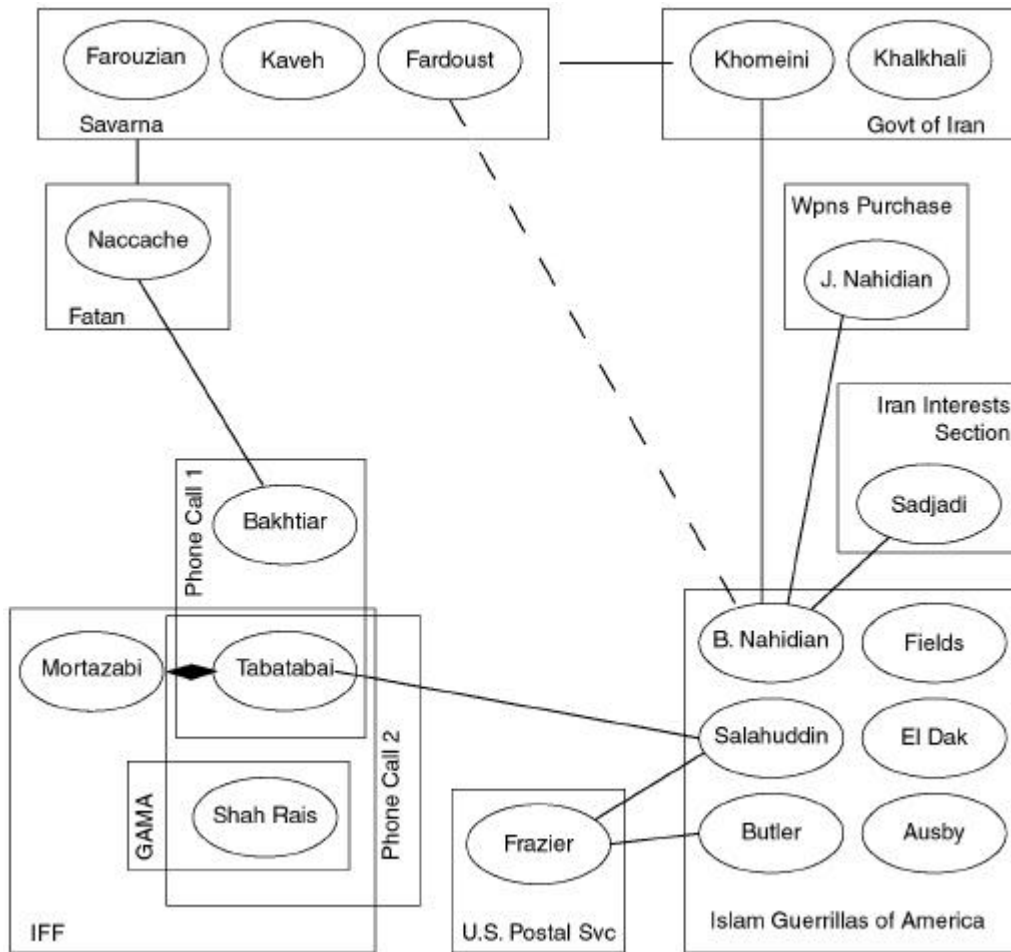 Farouzian
Kaveh
Fardoust
Savarna
Khomeini
Khalkhali
Govt of Iran
Naccache
Fatan
Wpns Purchase
J. Nahidian
Iran Interests
Section
Sadjadi
Phone Call 1
Bakhtiar
Mortazabi
Tabatabai
Phone Call 2
GAMA
Shah Rais
IFF
B. Nahidian
Fields
Salahuddin
El Dak
Butler
Ausby
Islam Guerrillas of America
Frazier
U.S. Postal Svc